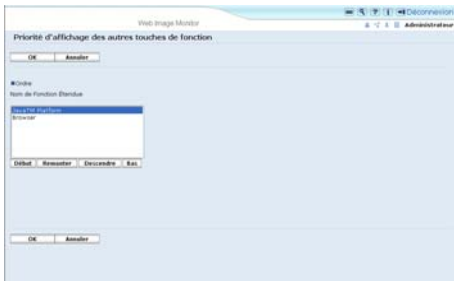 Déconnexion
Web Image Monitor
Administrateur
Priorité d'affichage des autres touches de fonction
OK Annuler
Ordre
Nom de Fonction Étendue
JavaTM Platform
Browser
Début Remonter Descendre Bas
OK Annuler